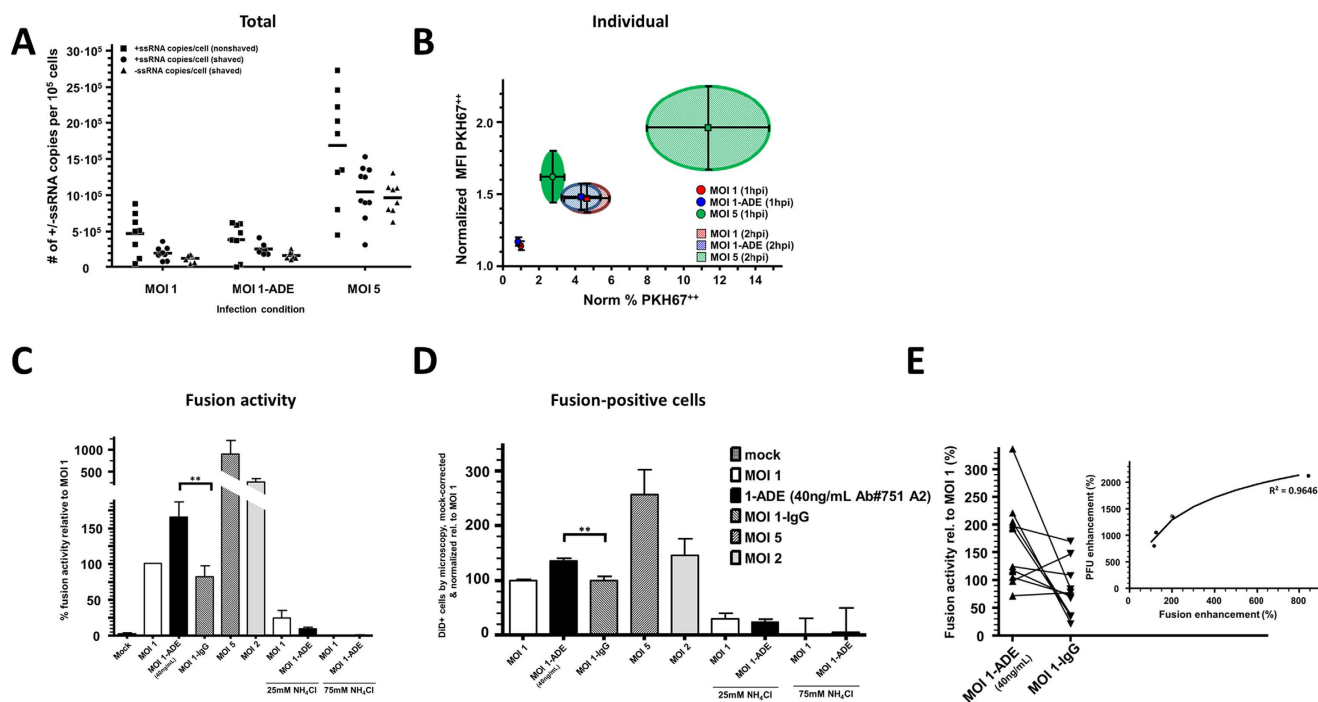 A
Total
# of +/-ssRNA copies per 10⁵ cells
30·10⁵
25·10⁵
20·10⁵
15·10⁵
10·10⁵
5·10⁵
0
+ssRNA copies/cell (nonshaved)
+ssRNA copies/cell (shaved)
-ssRNA copies/cell (shaved)
MOI 1
MOI 1-ADE
MOI 5
Infection condition
B
Individual
Normalized MFI PKH67⁺⁺
2.0
1.5
1.0
MOI 1 (1hpi)
MOI 1-ADE (1hpi)
MOI 5 (1hpi)
MOI 1 (2hpi)
MOI 1-ADE (2hpi)
MOI 5 (2hpi)
0 2 4 6 8 10 12 14
Norm % PKH67⁺⁺
C
Fusion activity
% fusion activity relative to MOI 1
1000
500
150
100
50
0
Mock
MOI 1
MOI 1-ADE
(40ng/mL)
MOI 1-IgG
MOI 5
MOI 2
MOI 1
MOI 1-ADE
MOI 1
MOI 1-ADE
25mM NH₄Cl
75mM NH₄Cl
**
D
Fusion-positive cells
DiD+ cells by microscopy, mock-corrected
& normalized rel. to MOI 1
300
200
150
100
50
0
**
mock
MOI 1
1-ADE (40ng/mL Ab#751 A2)
MOI 1-IgG
MOI 5
MOI 2
MOI 1
MOI 1-ADE
(40ng/mL)
MOI 1-IgG
MOI 5
MOI 2
MOI 1
MOI 1-ADE
MOI 1
MOI 1-ADE
25mM NH₄Cl
75mM NH₄Cl
E
Fusion activity rel. to MOI 1 (%)
350
300
250
200
150
100
50
0
MOI 1-ADE
(40ng/mL)
MOI 1-IgG
PFU enhancement (%)
2500
2000
1500
1000
500
0
R² = 0.9646
0 200 400 600 800
Fusion enhancement (%)